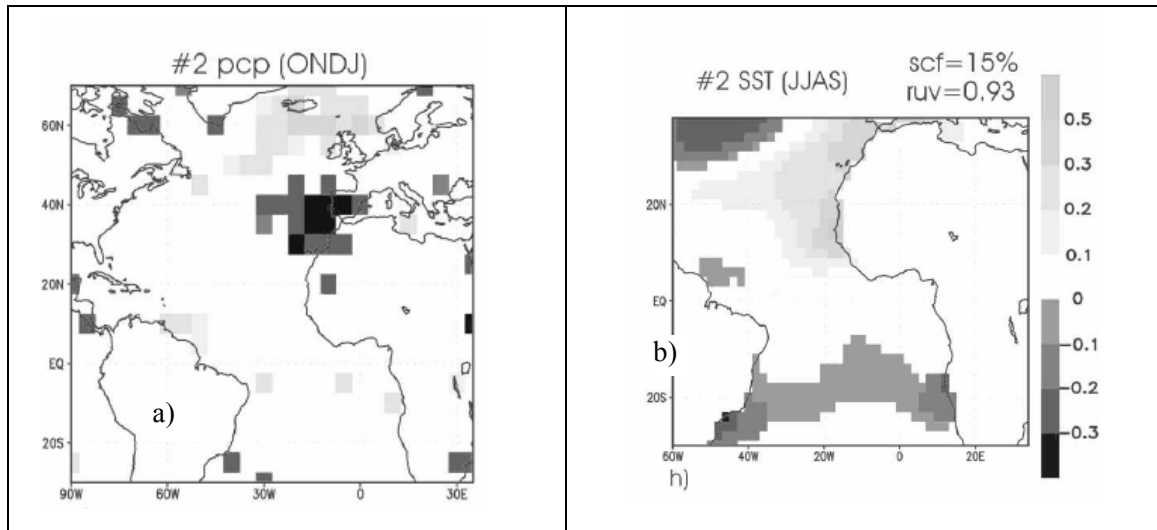 #2 pcp (ONDJ)
60N
40N
20N
EQ
20S
90W 60W 30W 0 30E
a)
#2 SST (JJAS)
scf=15%
ruv=0.93
20N
EQ
20S
60W 40W 20W 0 20E
b)
h)
0.5
0.3
0.2
0.1
0
-0.1
-0.2
-0.3